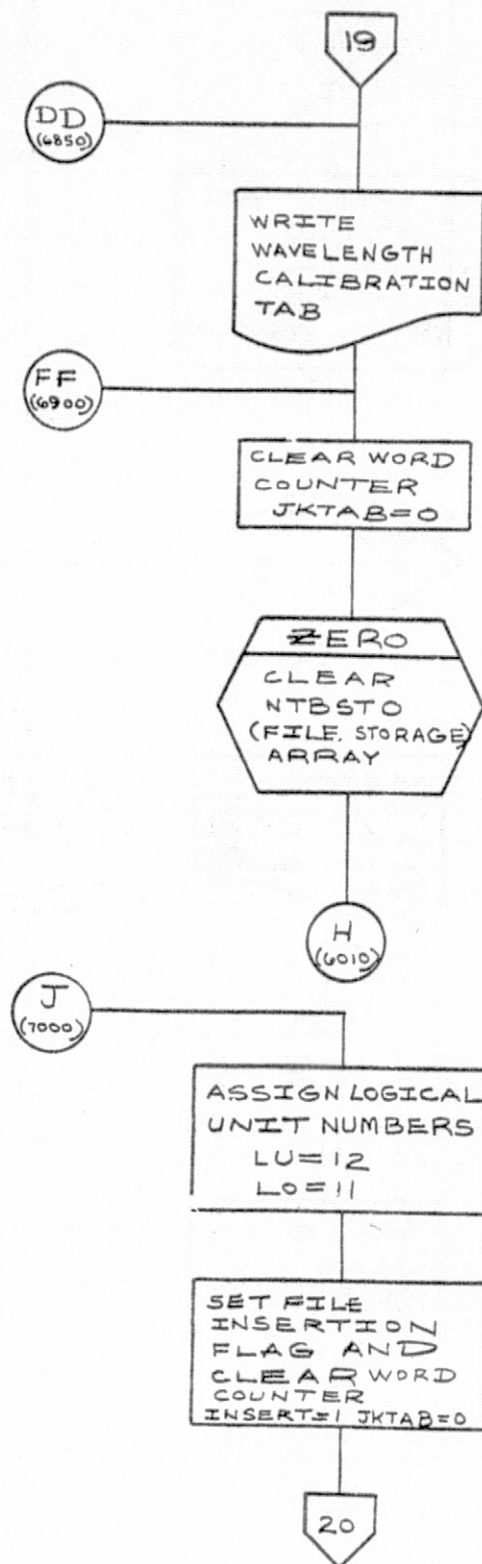 19
DD
(6850)
WRITE
WAVELENGTH
CALIBRATION
TAB
FF
(6900)
CLEAR WORD
COUNTER
JKTAB=0
ZERO
CLEAR
NTBSTO
(FILE STORAGE)
ARRAY
H
(6010)
J
(7000)
ASSIGN LOGICAL
UNIT NUMBERS
LU=12
LO=11
SET FILE
INSERTION
FLAG AND
CLEAR WORD
COUNTER
INSERT=1 JKTAB=0
20